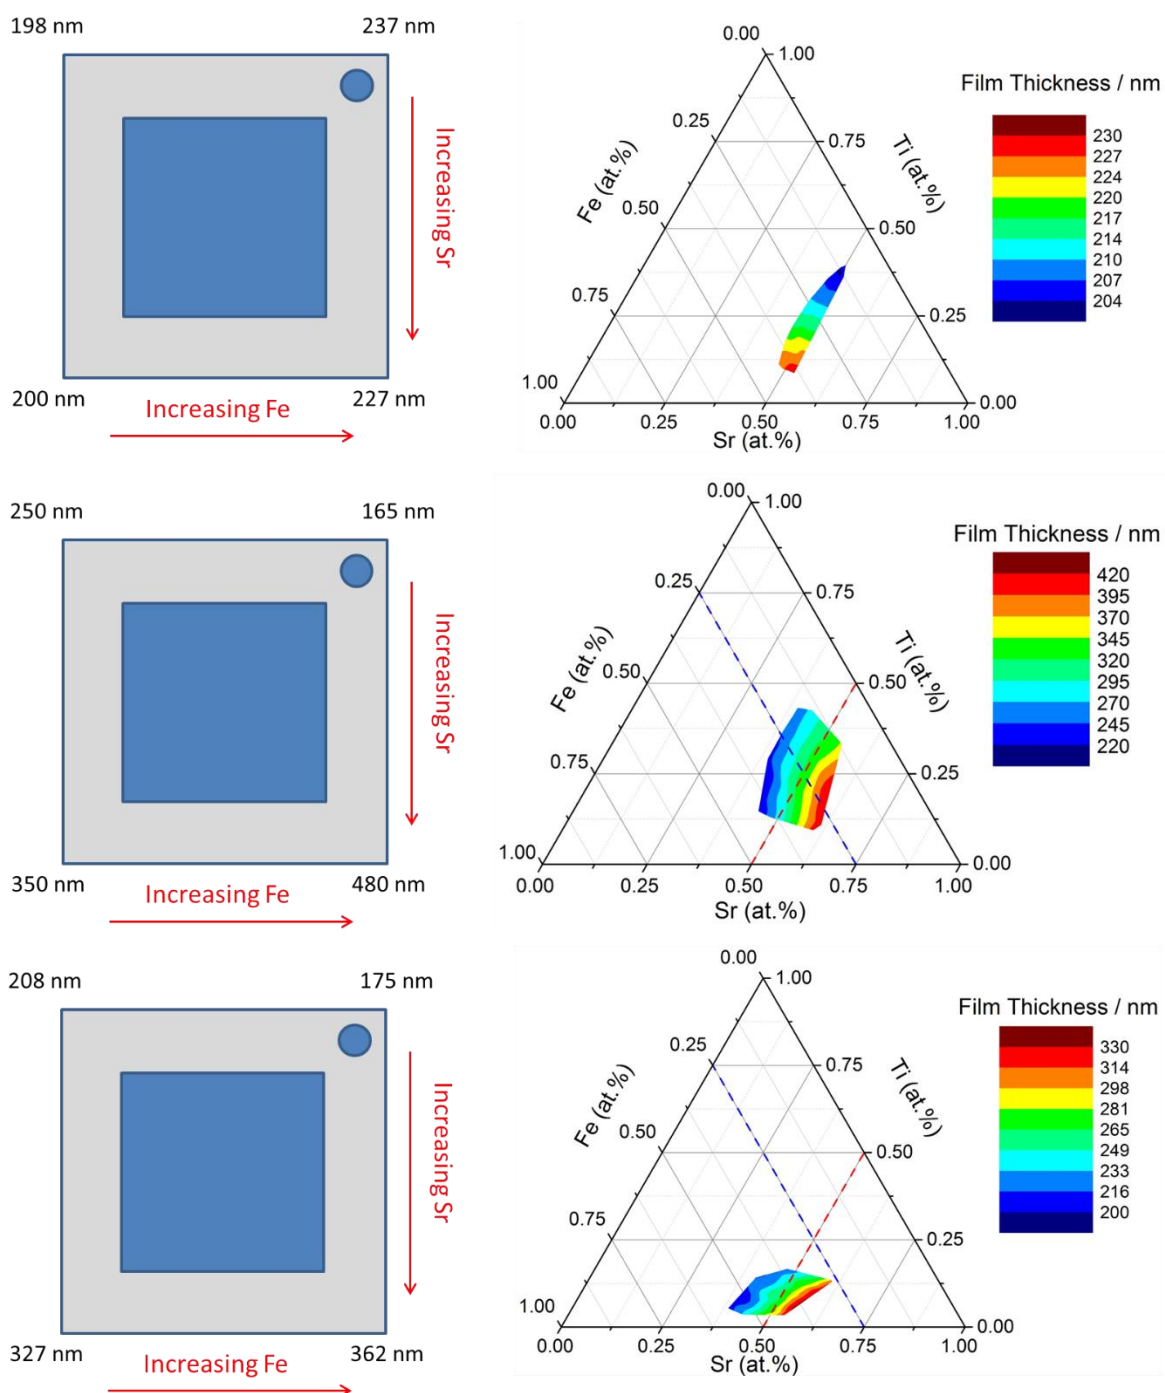 198 nm
237 nm
Increasing Sr
200 nm
227 nm
Increasing Fe
0.00
1.00
0.25
0.75
Fe (at.%)
Ti (at.%)
0.50
0.50
0.75
0.25
1.00
0.00
0.00
0.25
0.50
0.75
1.00
Sr (at.%)
Film Thickness / nm
230
227
224
220
217
214
210
207
204
250 nm
165 nm
Increasing Sr
350 nm
480 nm
Increasing Fe
0.00
1.00
0.25
0.75
Fe (at.%)
Ti (at.%)
0.50
0.50
0.75
0.25
1.00
0.00
0.00
0.25
0.50
0.75
1.00
Sr (at.%)
Film Thickness / nm
420
395
370
345
320
295
270
245
220
208 nm
175 nm
Increasing Sr
327 nm
362 nm
Increasing Fe
0.00
1.00
0.25
0.75
Fe (at.%)
Ti (at.%)
0.50
0.50
0.75
0.25
1.00
0.00
0.00
0.25
0.50
0.75
1.00
Sr (at.%)
Film Thickness / nm
330
314
298
281
265
249
233
216
200